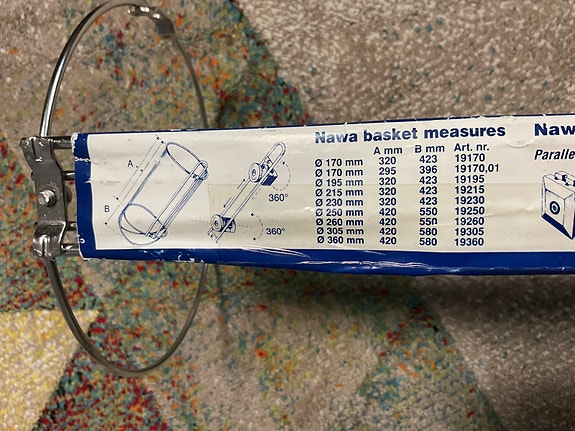 Nawa basket measures
A mm B mm Art. nr.
Ø 170 mm 320 423 19170
Ø 170 mm 295 396 19170,01
Ø 195 mm 320 423 19195
Ø 215 mm 320 423 19215
Ø 230 mm 320 423 19230
Ø 250 mm 420 550 19250
Ø 260 mm 420 550 19260
Ø 305 mm 420 580 19305
Ø 360 mm 420 580 19360
A
B
360°
360°
Naw
Paralle